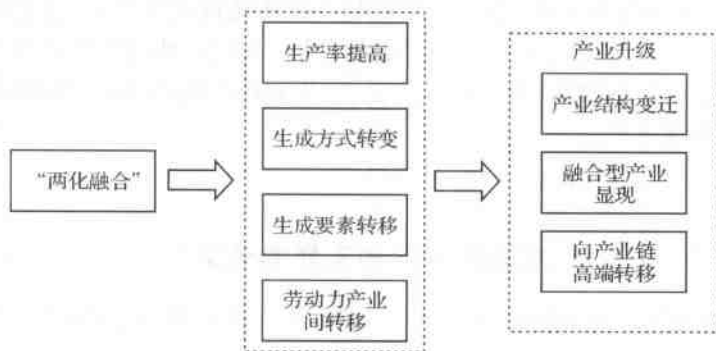 “两化融合”
生产率提高
生成方式转变
生成要素转移
劳动力产业
间转移
产业升级
产业结构变迁
融合型产业
显现
向产业链
高端转移